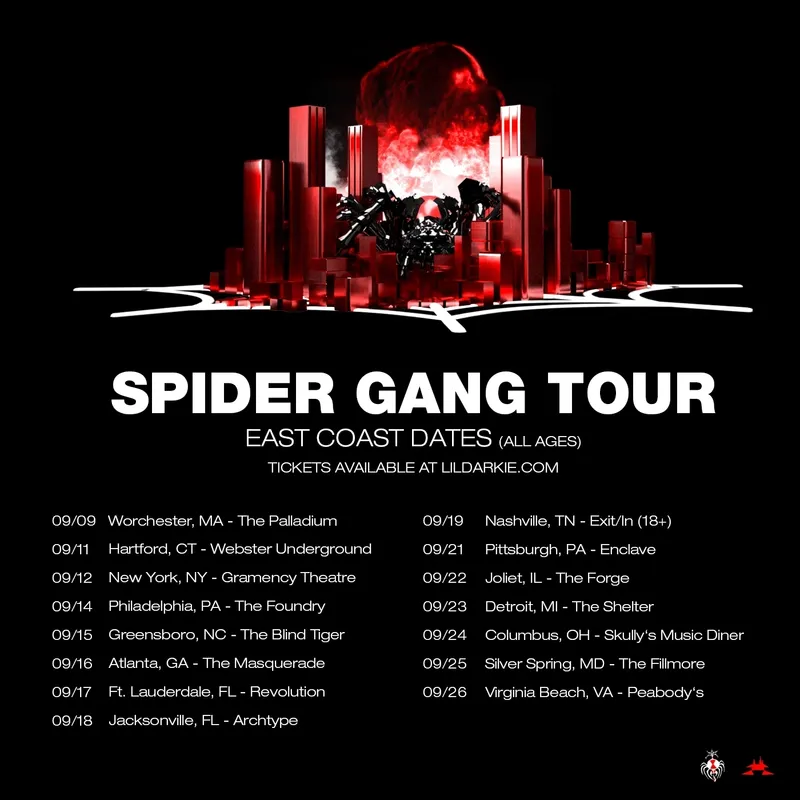 SPIDER GANG TOUR
EAST COAST DATES (ALL AGES)
TICKETS AVAILABLE AT LILDARKIE.COM
09/09 Worchester, MA - The Palladium
09/11 Hartford, CT - Webster Underground
09/12 New York, NY - Gramency Theatre
09/14 Philadelphia, PA - The Foundry
09/15 Greensboro, NC - The Blind Tiger
09/16 Atlanta, GA - The Masquerade
09/17 Ft. Lauderdale, FL - Revolution
09/18 Jacksonville, FL - Archtype
09/19 Nashville, TN - Exit/In (18+)
09/21 Pittsburgh, PA - Enclave
09/22 Joliet, IL - The Forge
09/23 Detroit, MI - The Shelter
09/24 Columbus, OH - Skully's Music Diner
09/25 Silver Spring, MD - The Fillmore
09/26 Virginia Beach, VA - Peabody's